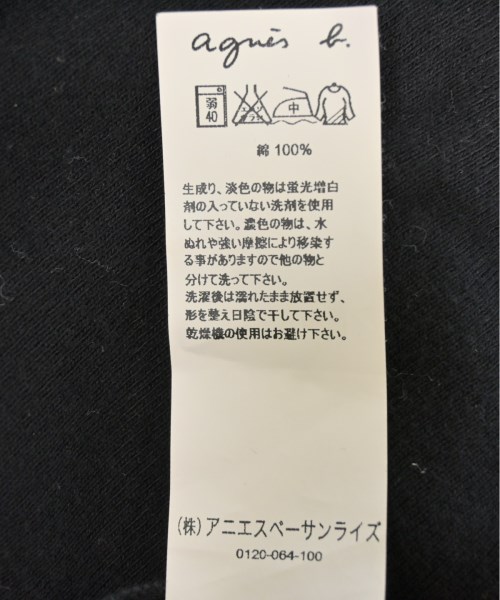 agnès b.
弱
40
エンソ
サラシ
中
綿 100%
生成り、淡色の物は蛍光増白
剤の入っていない洗剤を使用
して下さい。濃色の物は、水
ぬれや強い摩擦により移染す
る事がありますので他の物と
分けて洗って下さい。
洗濯後は濡れたまま放置せず、
形を整え日陰で干して下さい。
乾燥機の使用はお避け下さい。
(株)アニエスベーサンライズ
0120-064-100